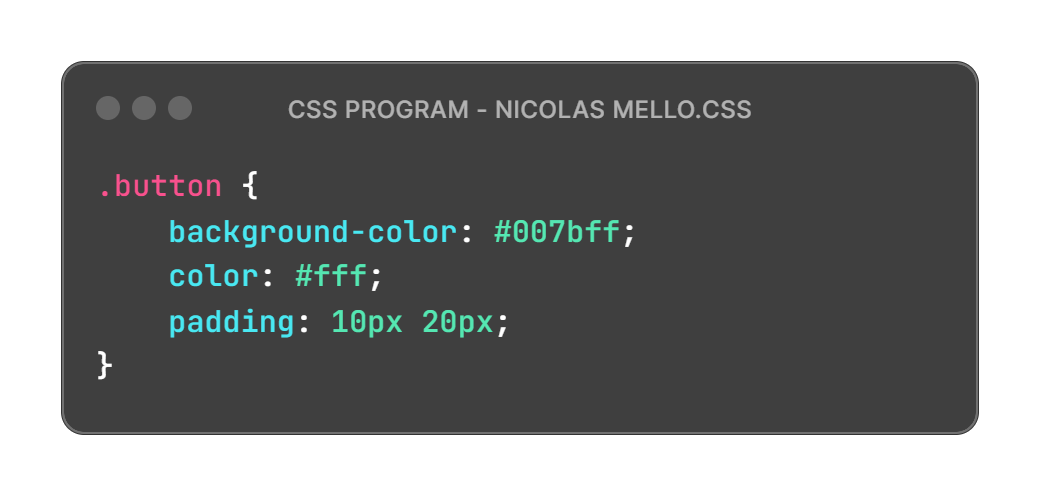 CSS PROGRAM - NICOLAS MELLO.CSS
.button {
    background-color: #007bff;
    color: #fff;
    padding: 10px 20px;
}